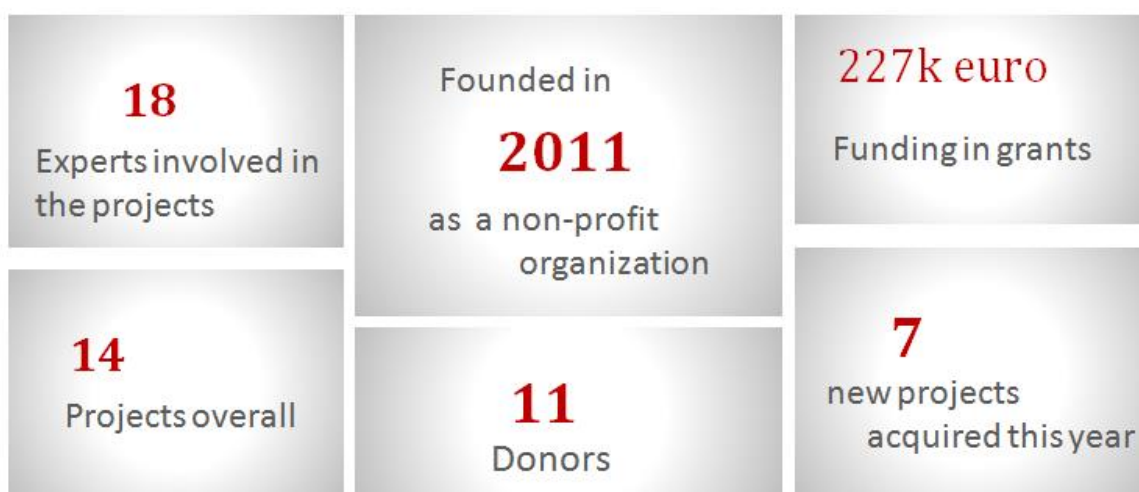 18
Experts involved in
the projects
Founded in
2011
as a non-profit
organization
227k euro
Funding in grants
14
Projects overall
11
Donors
7
new projects
acquired this year